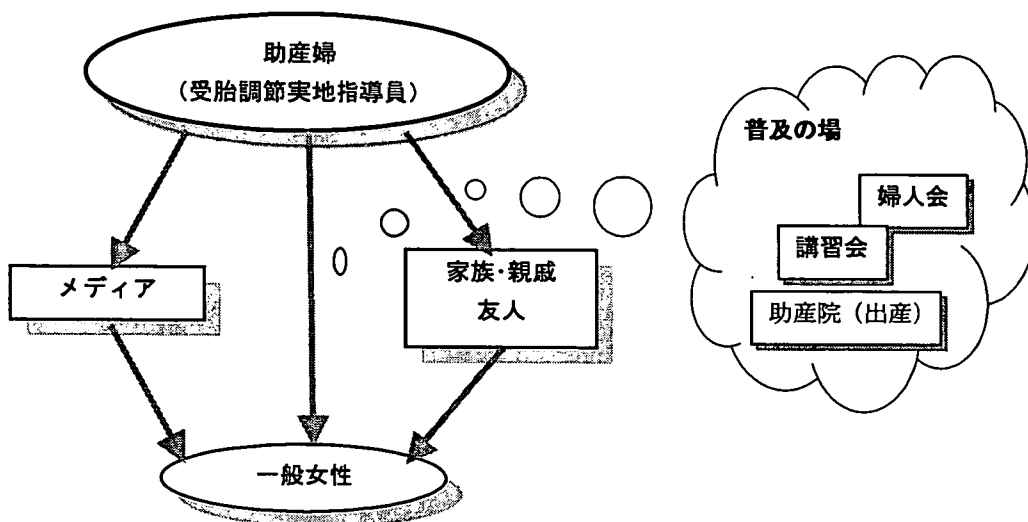 助産婦
(受胎調節実地指導員)
普及の場
婦人会
講習会
助産院（出産）
メディア
家族・親戚
友人
一般女性